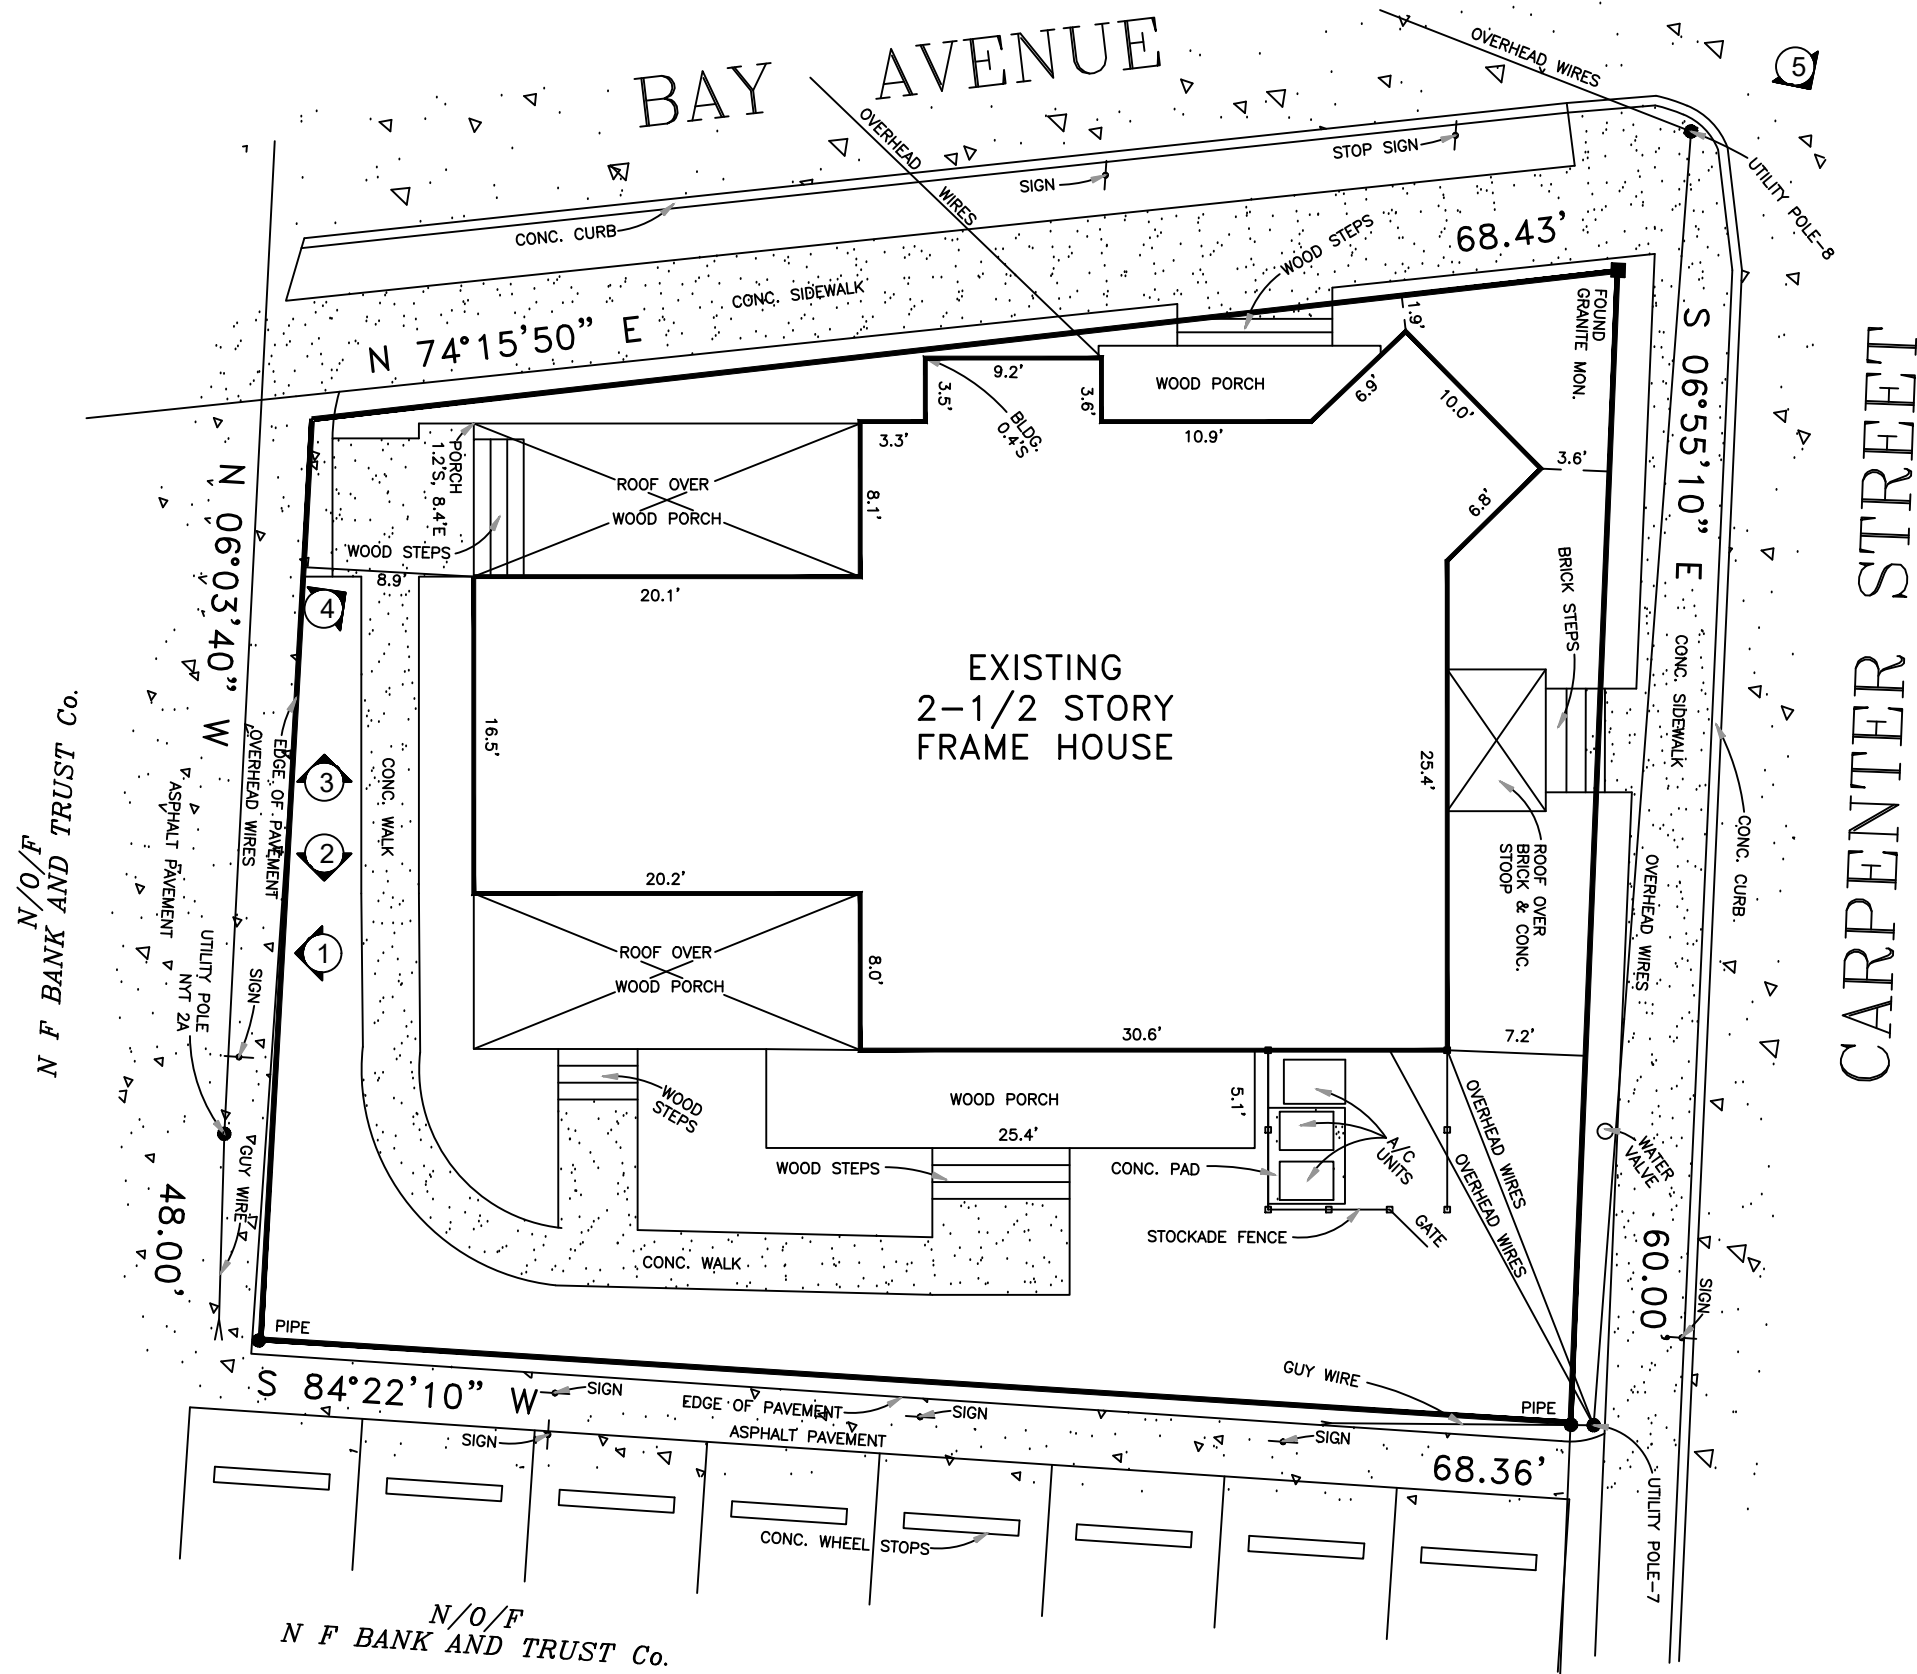 BAY AVENUE
OVERHEAD WIRES
5
OVERHEAD
WIRES
STOP SIGN
SIGN
CONC. CURB
UTILITY POLE-8
68.43'
WOOD STEPS
CONC. SIDEWALK
N 74°15'50" E
FOUND
GRANITE MON.
1.9'
S 06°55'10" E
CARPENTER STREET
9.2'
3.5'
3.6'
WOOD PORCH
6.9'
10.0'
BLDG.
0.4'S
3.3'
10.9'
3.6'
6.8'
PORCH
1.2'S, 8.4'E
ROOF OVER
WOOD PORCH
8.1'
WOOD STEPS
8.9'
20.1'
N 06°03'40" W
4
BRICK STEPS
CONC. SIDEWALK
EXISTING
2-1/2 STORY
FRAME HOUSE
16.5'
25.4'
EDGE OF PAVEMENT
OVERHEAD WIRES
CONC. WALK
3
2
1
ASPHALT PAVEMENT
N/O/F
N F BANK AND TRUST Co.
ROOF OVER
BRICK & CONC.
STOOP
CONC. CURB
OVERHEAD WIRES
20.2'
ROOF OVER
WOOD PORCH
8.0'
UTILITY POLE
NYT 2A
SIGN
30.6'
7.2'
WOOD
STEPS
WOOD PORCH
25.4'
5.1'
A/C
UNITS
OVERHEAD WIRES
OVERHEAD WIRES
WATER
VALVE
WOOD STEPS
CONC. PAD
STOCKADE FENCE
GATE
GUY WIRE
48.00'
CONC. WALK
60.00'
SIGN
PIPE
S 84°22'10" W
SIGN
EDGE OF PAVEMENT
SIGN
GUY WIRE
PIPE
SIGN
ASPHALT PAVEMENT
SIGN
68.36'
CONC. WHEEL STOPS
UTILITY POLE-7
N/O/F
N F BANK AND TRUST Co.